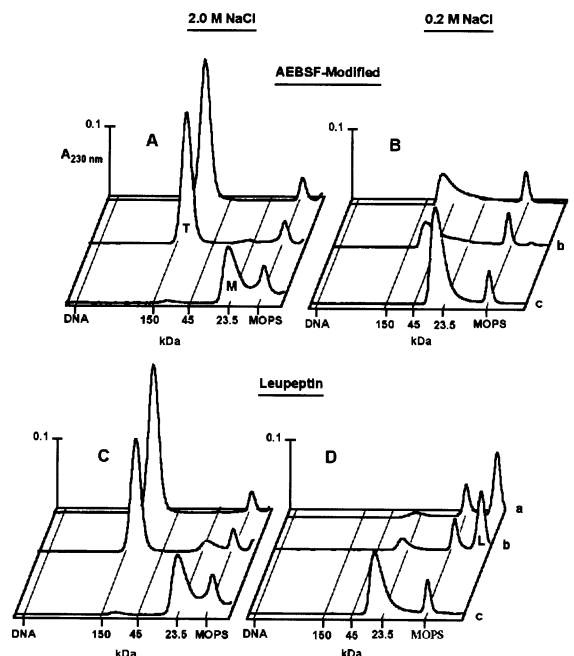 2.0 M NaCl
0.2 M NaCl
AEBSF-Modified
0.1
A
A230 nm
T
M
DNA
150
45
23.5
MOPS
kDa
0.1
B
b
c
DNA
150
45
23.5
MOPS
kDa
Leupeptin
0.1
C
DNA
150
45
23.5
MOPS
kDa
0.1
D
a
b
L
c
DNA
150
45
23.5
MOPS
kDa